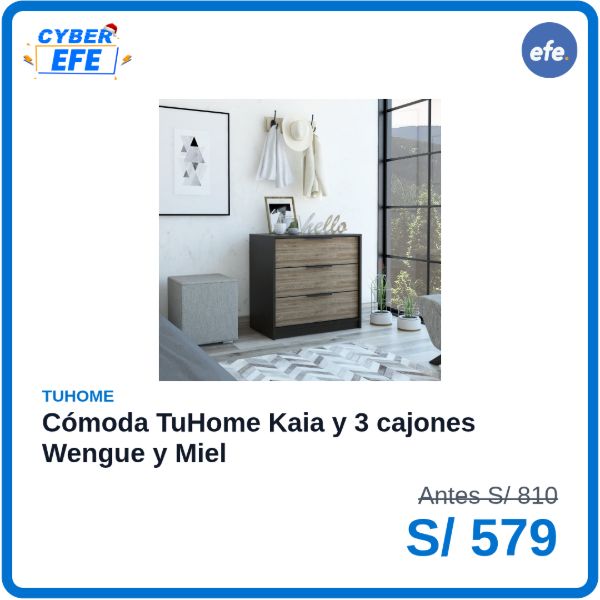 CYBER
EFE
efe.
hello
TUHOME
Cómoda TuHome Kaia y 3 cajones
Wengue y Miel
Antes S/ 810
S/ 579